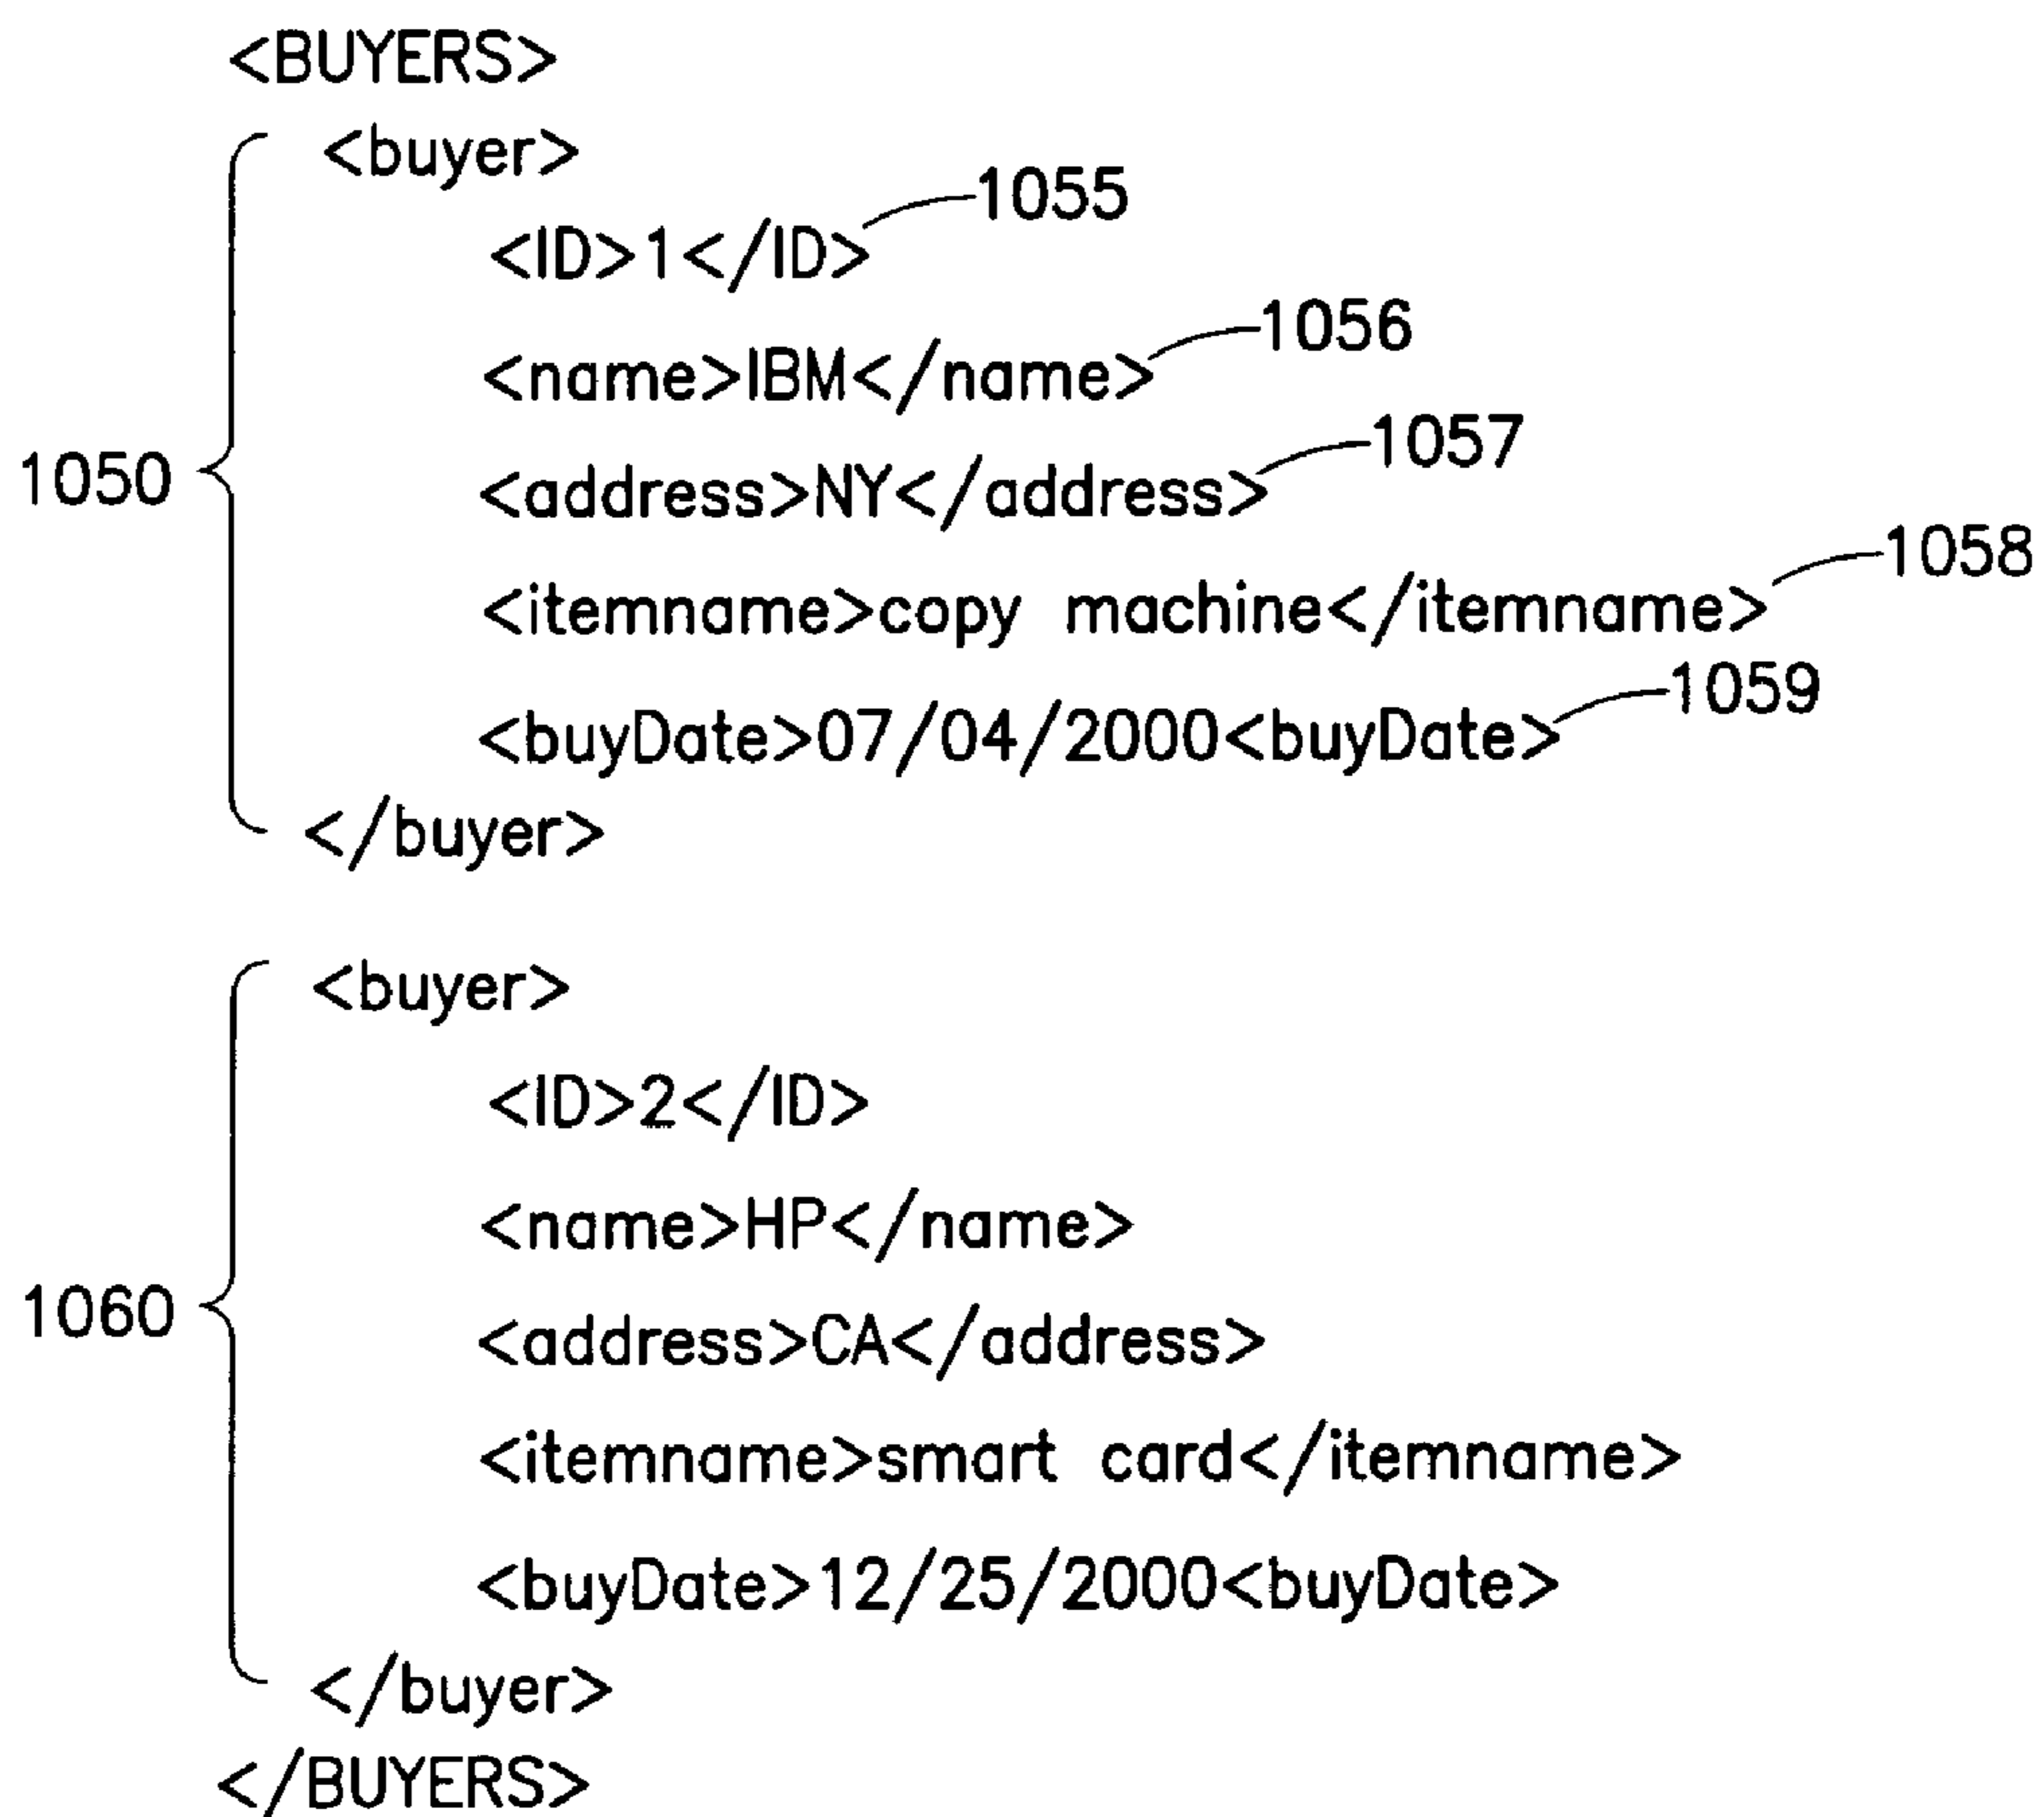 <BUYERS>
<buyer>
1055
<ID>1</ID>
1056
<name>IBM</name>
1057
1050
<address>NY</address>
1058
<itemname>copy machine</itemname>
1059
<buyDate>07/04/2000<buyDate>
</buyer>
<buyer>
<ID>2</ID>
<name>HP</name>
1060
<address>CA</address>
<itemname>smart card</itemname>
<buyDate>12/25/2000<buyDate>
</buyer>
</BUYERS>